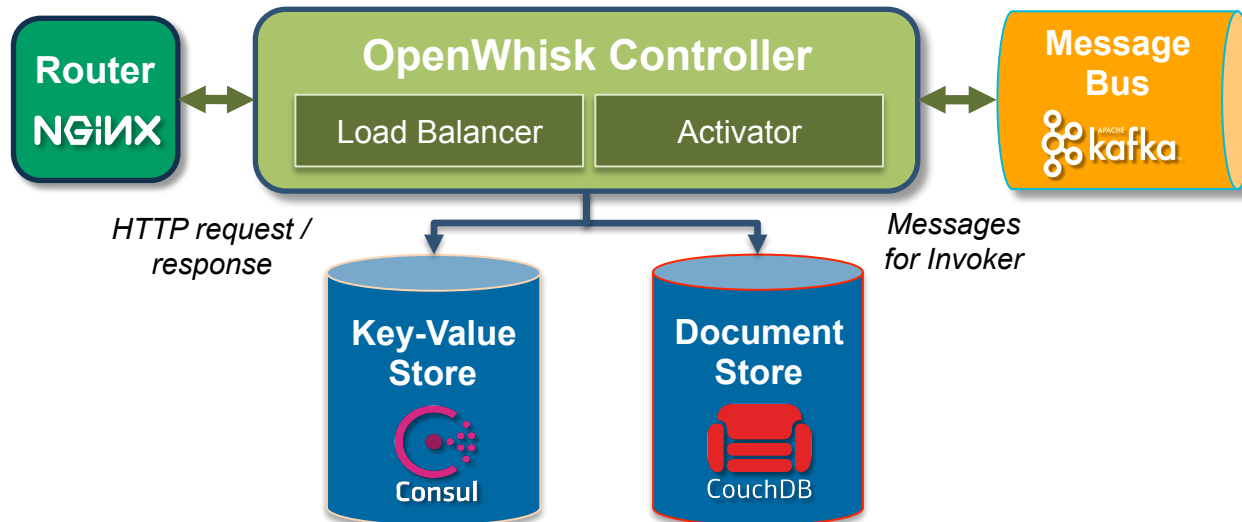 Router
NGiNX
OpenWhisk Controller
Load Balancer
Activator
Message
Bus
APACHE
kafka
HTTP request /
response
Messages
for Invoker
Key-Value
Store
Consul
Document
Store
CouchDB